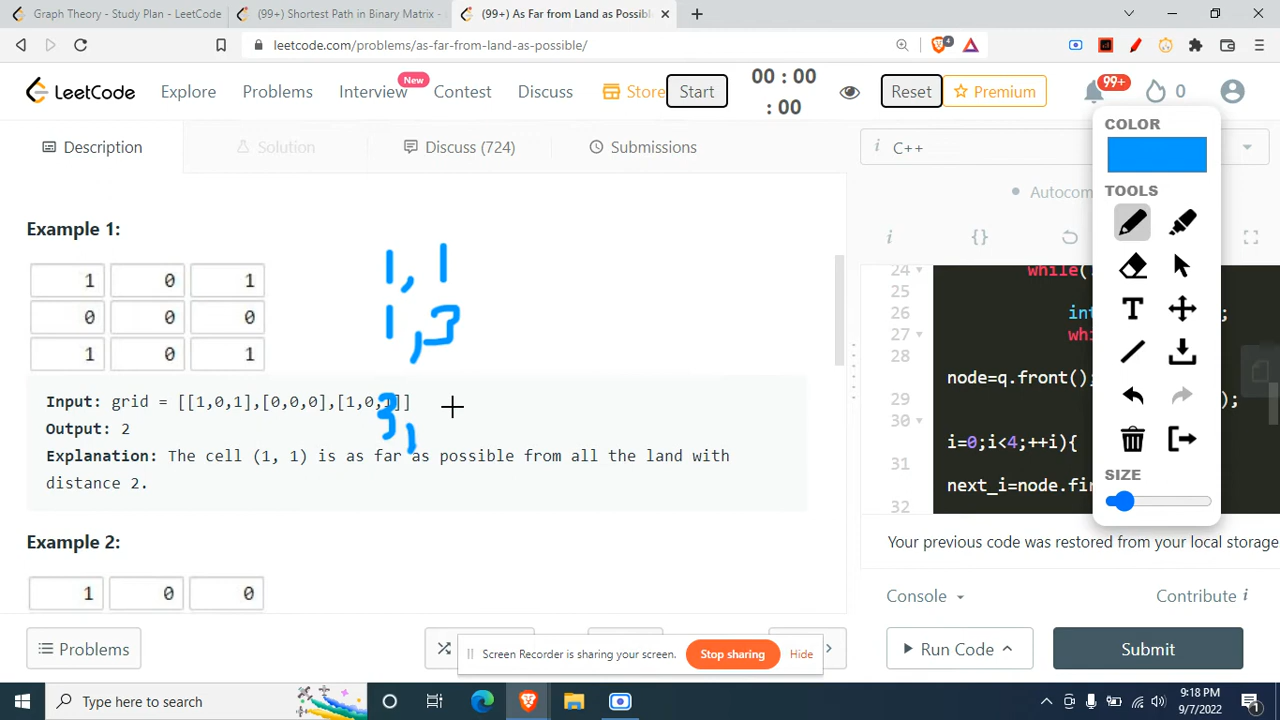 Graph Theory - Study Plan - LeetCode
(99+) Shortest Path in Binary Matrix -
(99+) As Far from Land as Possible
leetcode.com/problems/as-far-from-land-as-possible/
4
LeetCode
Explore
Problems
Interview
New
Contest
Discuss
Store
Start
00 : 00
: 00
Reset
Premium
99+
0
Description
Solution
Discuss (724)
Submissions
i
C++
Autocom
{}
COLOR
TOOLS
T
SIZE
Example 1:
1 0 1
0 0 0
1 0 1
1, 1
1, 3
3,
Input: grid = [[1,0,1],[0,0,0],[1,0,1]]
Output: 2
Explanation: The cell (1, 1) is as far as possible from all the land with
distance 2.
Example 2:
1 0 0
24
while(
25
26
int
;
27
whi
28
node=q.front();
29
);
30
i=0;i<4;++i){
31
next_i=node.fir
32
Your previous code was restored from your local storage
Console
Contribute i
Problems
Screen Recorder is sharing your screen.
Stop sharing
Hide
Run Code
Submit
Type here to search
9:18 PM
9/7/2022
1